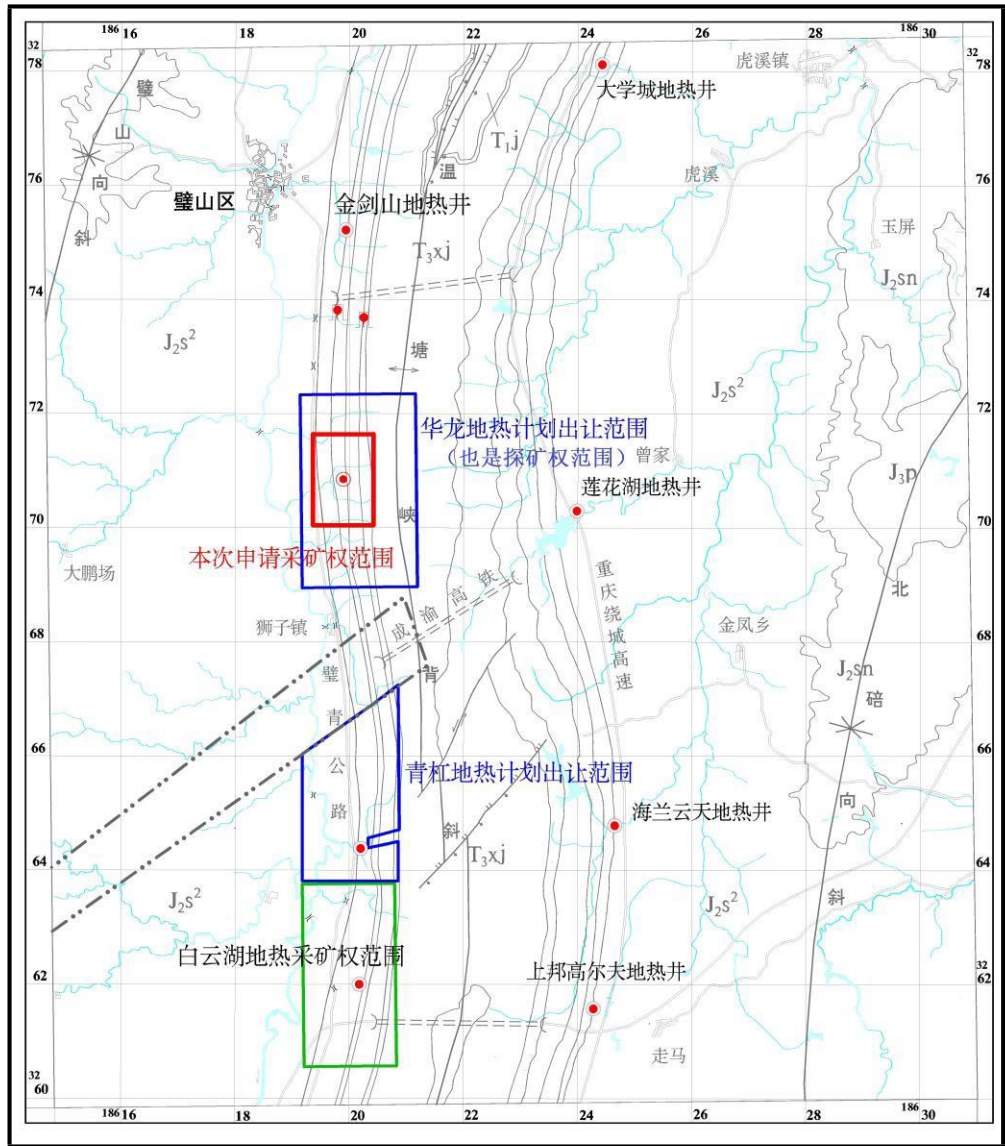 186 16
18
20
22
24
26
28
186 30
32
78
32
78
虎溪镇
大学城地热井
璧
山
向
斜
T₁j
温
76
76
虎溪
璧山区
金剑山地热井
玉屏
T₃xj
J₂sn
74
74
J₂s²
塘
J₂s²
72
72
华龙地热计划出让范围
（也是探矿权范围）
曾家
莲花湖地热井
J₃p
70
70
峡
本次申请采矿权范围
大鹏场
重庆绕城高速
北
成渝高铁
狮子镇
金凤乡
68
68
背
J₂sn
碚
璧青公路
66
66
青杠地热计划出让范围
向
海兰云天地热井
斜
T₃xj
64
64
J₂s²
J₂s²
斜
白云湖地热采矿权范围
上邦高尔夫地热井
62
32
62
走马
32
60
60
186 16
18
20
22
24
26
28
186 30